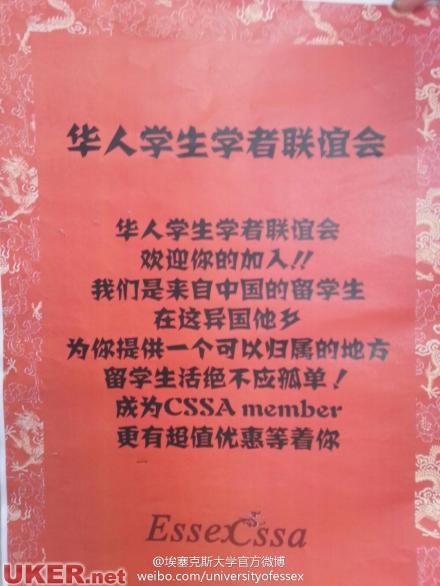 华人学生学者联谊会
华人学生学者联谊会
欢迎你的加入!!
我们是来自中国的留学生
在这异国他乡
为你提供一个可以归属的地方
留学生活绝不应孤单!
成为CSSA member
更有超值优惠等着你
EssexCssa
@埃塞克斯大学官方微博
UKER.net
weibo.com/universityofessex